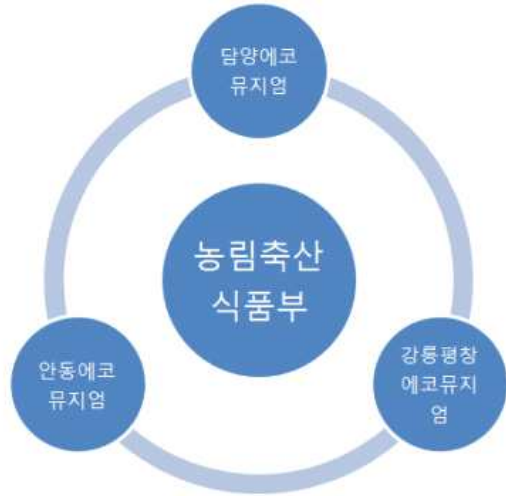 담양에코
뮤지엄
농림축산
식품부
안동에코
뮤지엄
강릉평창
에코뮤지
엄